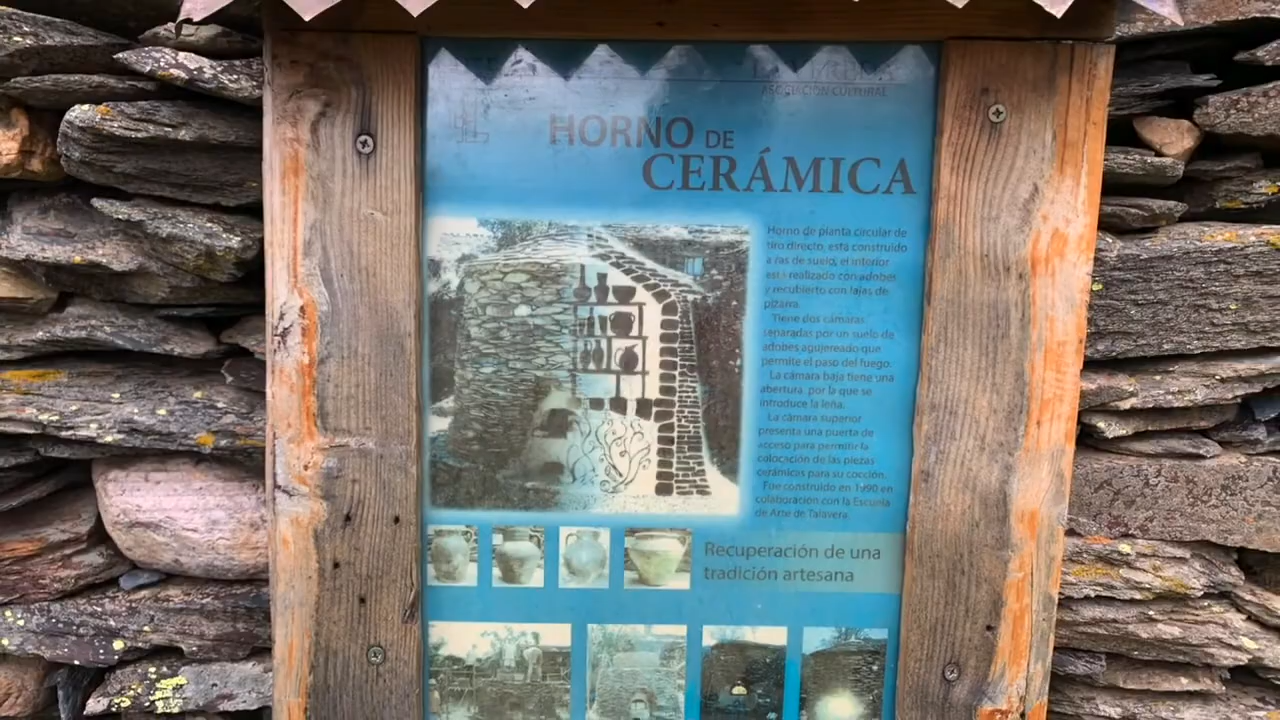 ASOCIACIÓN CULTURAL
HORNO DE
CERÁMICA
Horno de planta circular de
tiro directo, está construido
a ras de suelo, el interior
está realizado con adobes
y recubierto con lajas de
pizarra.
Tiene dos cámaras
separadas por un suelo de
adobes agujereado que
permite el paso del fuego.
La cámara baja tiene una
abertura por la que se
introduce la leña.
La cámara superior
presenta una puerta de
acceso para permitir la
colocación de las piezas
cerámicas para su cocción.
Fue construido en 1990 en
colaboración con la Escuela
de Arte de Talavera.
Recuperación de una
tradición artesana